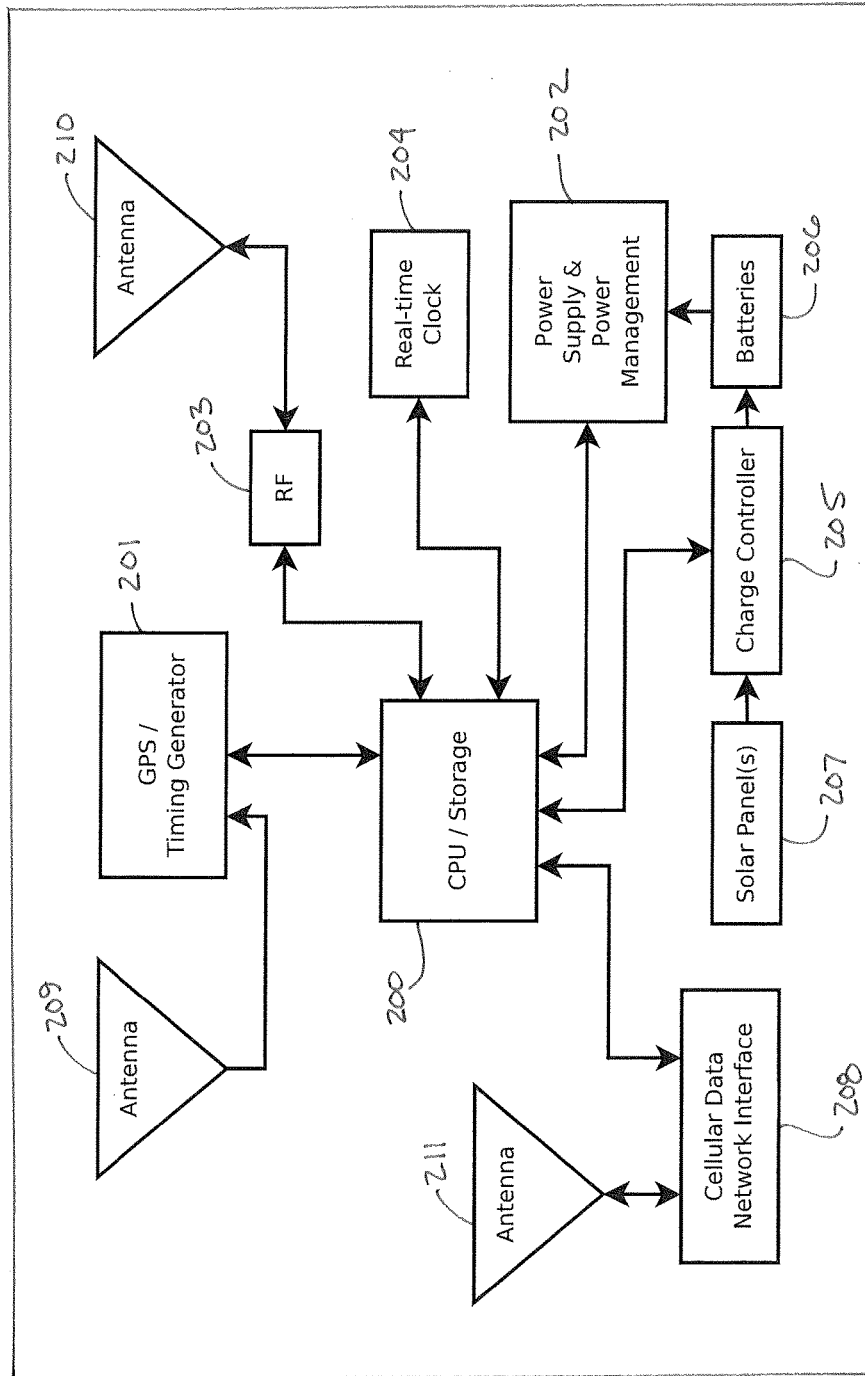 Antenna
209
GPS /
Timing Generator
201
Antenna
210
RF
203
Antenna
211
CPU / Storage
200
Real-time
Clock
204
Power
Supply &
Power
Management
202
Cellular Data
Network Interface
208
Solar Panel(s)
207
Charge Controller
205
Batteries
206